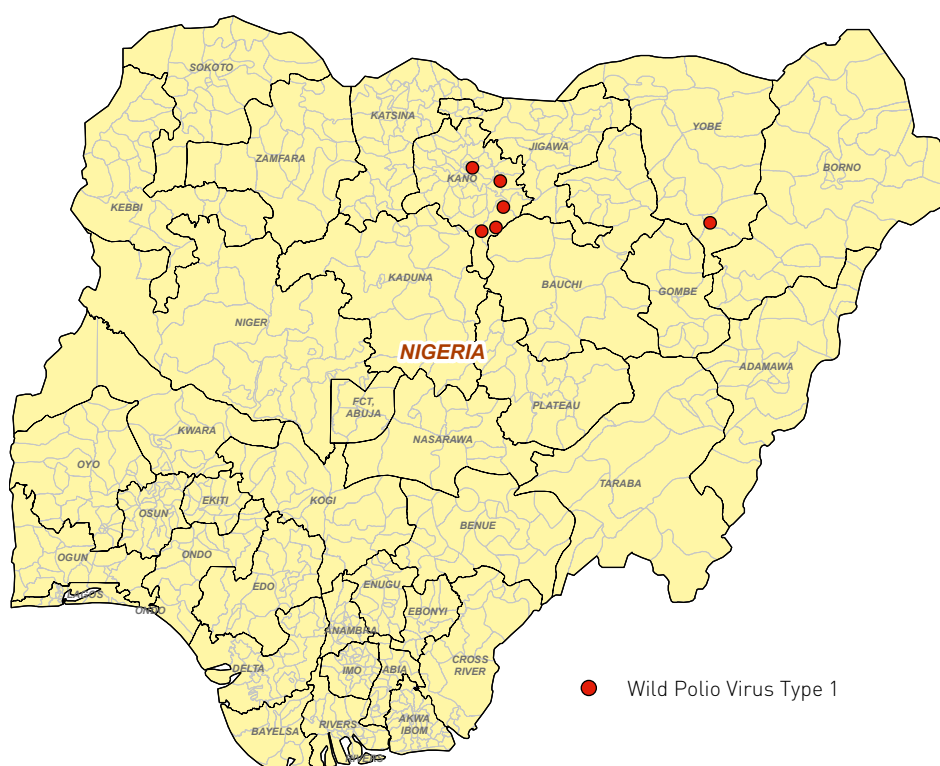 SOKOTO
KATSINA
YOBE
JIGAWA
ZAMFARA
BORNO
KANO
KEBBI
KADUNA
BAUCHI
GOMBE
NIGER
NIGERIA
ADAMAWA
FCT,
ABUJA
PLATEAU
KWARA
NASARAWA
OYO
TARABA
KOGI
EKITI
OSUN
BENUE
ONDO
OGUN
EDO
ENUGU
LAGOS
ONDO
EBONYI
ANAMBRA
CROSS
RIVER
DELTA
IMO
ABIA
Wild Polio Virus Type 1
AKWA
IBOM
RIVERS
BAYELSA
RIVERS